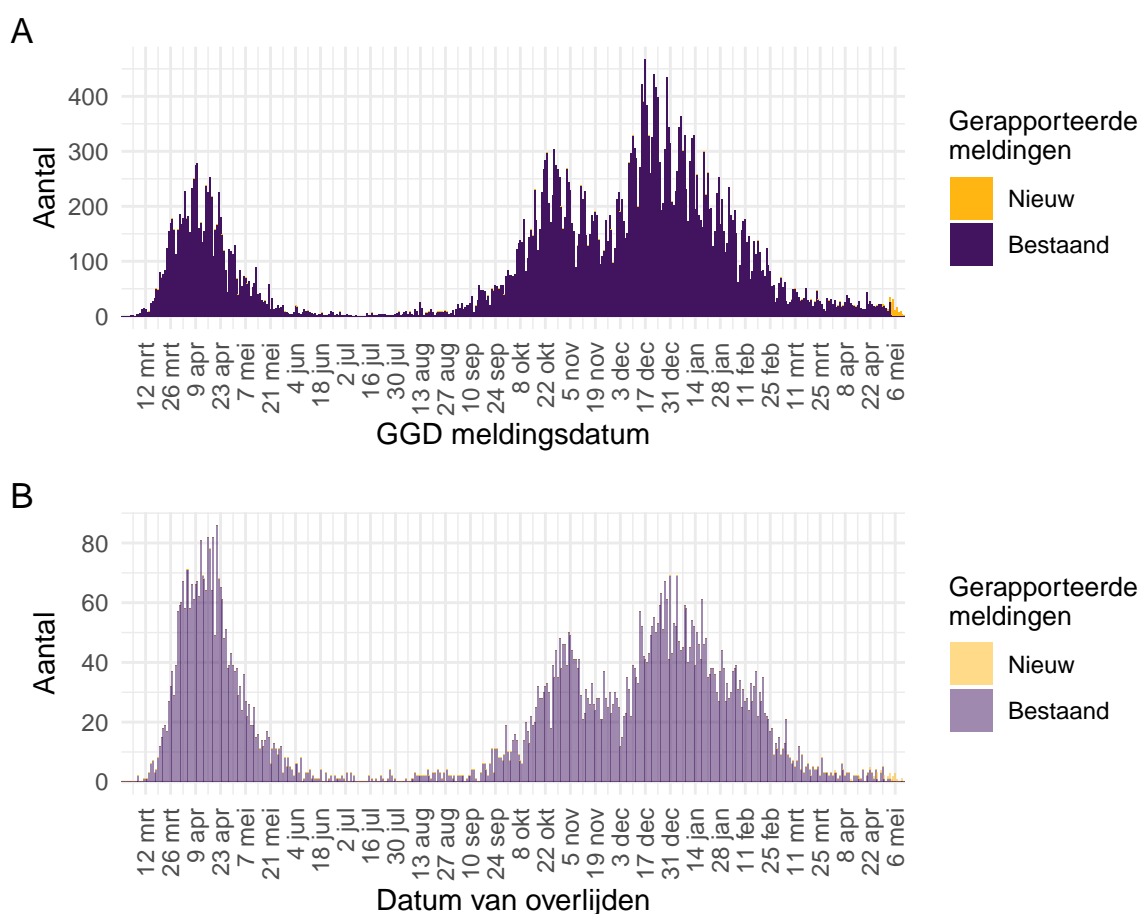 A
Aantal
400
300
200
100
0
12 mrt
26 mrt
9 apr
23 apr
7 mei
21 mei
4 jun
18 jun
2 jul
16 jul
30 jul
13 aug
27 aug
10 sep
24 sep
8 okt
22 okt
5 nov
19 nov
3 dec
17 dec
31 dec
14 jan
28 jan
11 feb
25 feb
11 mrt
25 mrt
8 apr
22 apr
6 mei
GGD meldingsdatum
Gerapporteerde
meldingen
Nieuw
Bestaand
B
Aantal
80
60
40
20
0
12 mrt
26 mrt
9 apr
23 apr
7 mei
21 mei
4 jun
18 jun
2 jul
16 jul
30 jul
13 aug
27 aug
10 sep
24 sep
8 okt
22 okt
5 nov
19 nov
3 dec
17 dec
31 dec
14 jan
28 jan
11 feb
25 feb
11 mrt
25 mrt
8 apr
22 apr
6 mei
Datum van overlijden
Gerapporteerde
meldingen
Nieuw
Bestaand